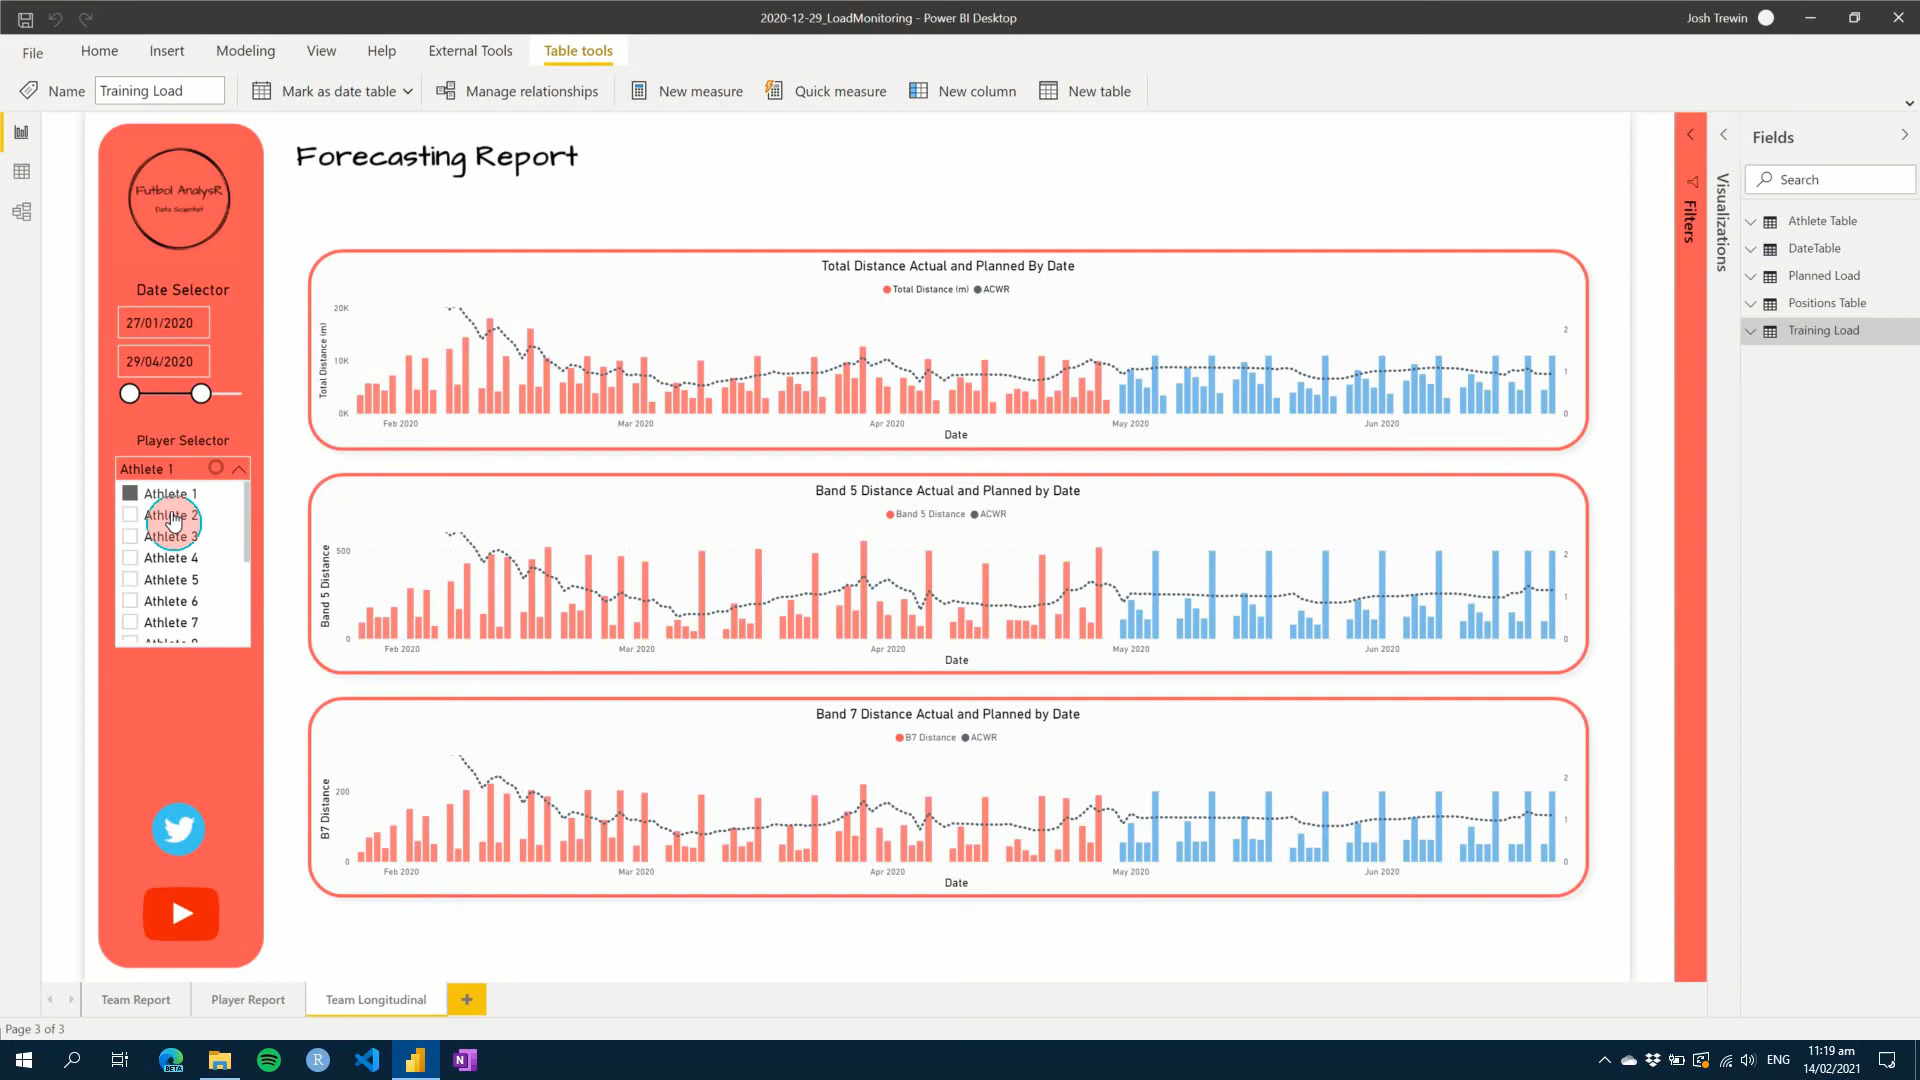 2020-12-29_LoadMonitoring - Power BI Desktop
Josh Trewin
File
Home
Insert
Modeling
View
Help
External Tools
Table tools
Name
Training Load
Mark as date table
Manage relationships
New measure
Quick measure
New column
New table
Futbol AnalysR
Data Scientist
Forecasting Report
Date Selector
27/01/2020
29/04/2020
Player Selector
Athlete 1
Athlete 1
Athlete 2
Athlete 3
Athlete 4
Athlete 5
Athlete 6
Athlete 7
Total Distance Actual and Planned By Date
Total Distance (m) ACWR
Total Distance (m)
20K
10K
0K
2
1
0
Feb 2020 Mar 2020 Apr 2020 May 2020 Jun 2020
Date
Band 5 Distance Actual and Planned by Date
Band 5 Distance ACWR
Band 5 Distance
500
0
2
1
0
Feb 2020 Mar 2020 Apr 2020 May 2020 Jun 2020
Date
Band 7 Distance Actual and Planned by Date
B7 Distance ACWR
B7 Distance
200
0
2
1
0
Feb 2020 Mar 2020 Apr 2020 May 2020 Jun 2020
Date
Filters
Visualizations
Fields
Search
Athlete Table
DateTable
Planned Load
Positions Table
Training Load
Team Report
Player Report
Team Longitudinal
+
Page 3 of 3
BETA
R
N
ENG
11:19 am
14/02/2021